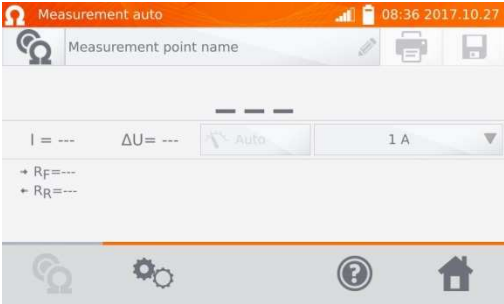 Measurement auto 08:36 2017.10.27
Measurement point name
---
I = --- ΔU= --- Auto 1 A
→ RF=---
← RR=---